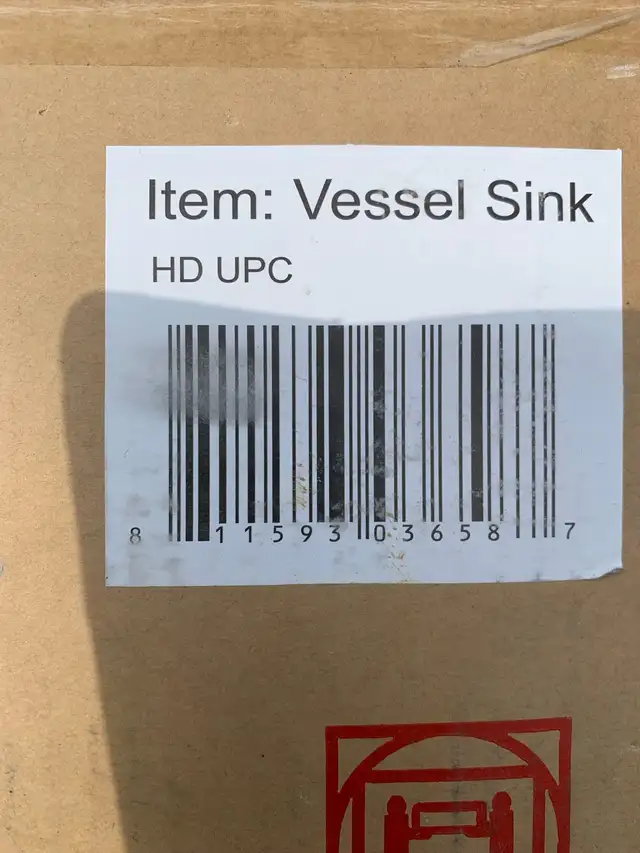 Item: Vessel Sink
HD UPC
8 11593 03658 7